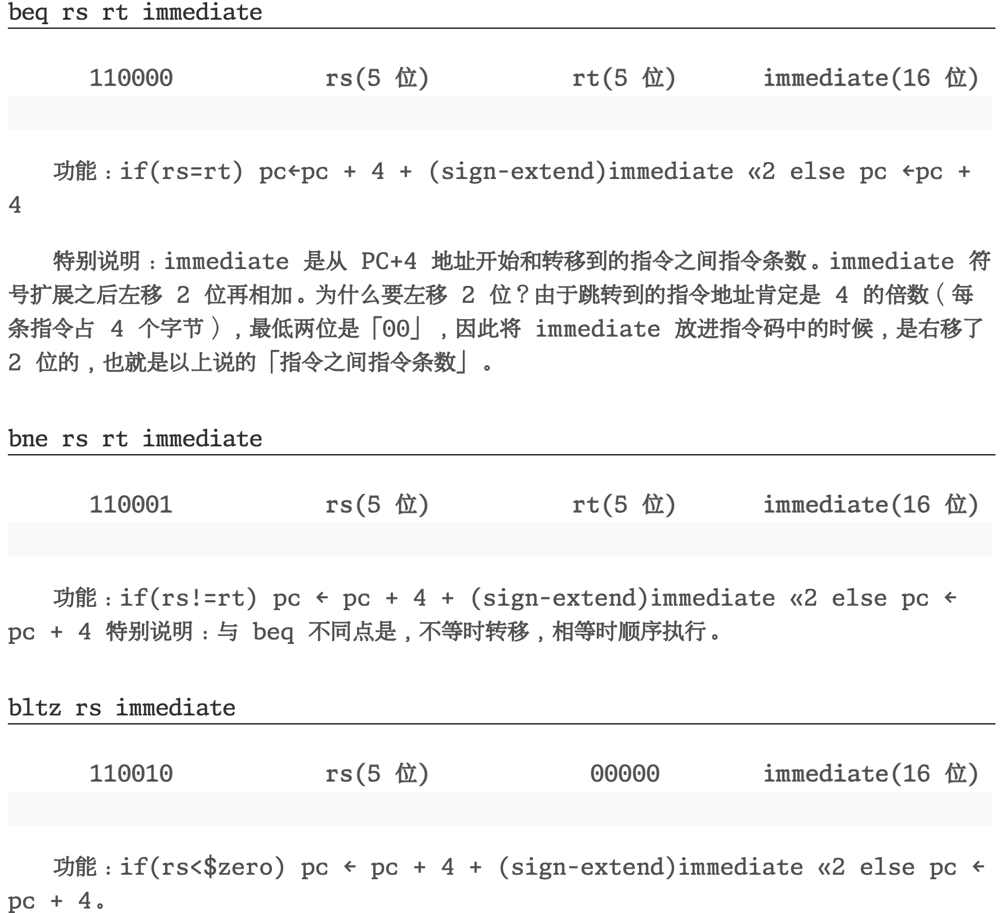 beq rs rt immediate
110000 rs(5 位) rt(5 位) immediate(16 位)
功能：if(rs=rt) pc←pc + 4 + (sign-extend)immediate «2 else pc ←pc +
4
特别说明：immediate 是从 PC+4 地址开始和转移到的指令之间指令条数。immediate 符
号扩展之后左移 2 位再相加。为什么要左移 2 位？由于跳转到的指令地址肯定是 4 的倍数（每
条指令占 4 个字节），最低两位是「00」，因此将 immediate 放进指令码中的时候，是右移了
2 位的，也就是以上说的「指令之间指令条数」。
bne rs rt immediate
110001 rs(5 位) rt(5 位) immediate(16 位)
功能：if(rs!=rt) pc ← pc + 4 + (sign-extend)immediate «2 else pc ←
pc + 4 特别说明：与 beq 不同点是，不等时转移，相等时顺序执行。
bltz rs immediate
110010 rs(5 位) 00000 immediate(16 位)
功能：if(rs<$zero) pc ← pc + 4 + (sign-extend)immediate «2 else pc ←
pc + 4。